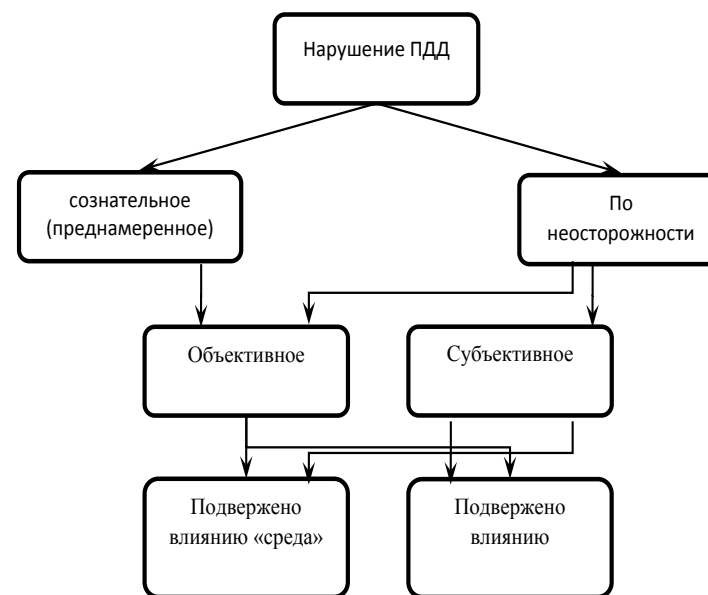 Нарушение ПДД
сознательное
(преднамеренное)
По
неосторожности
Объективное
Субъективное
Подвержено
влиянию «среда»
Подвержено
влиянию